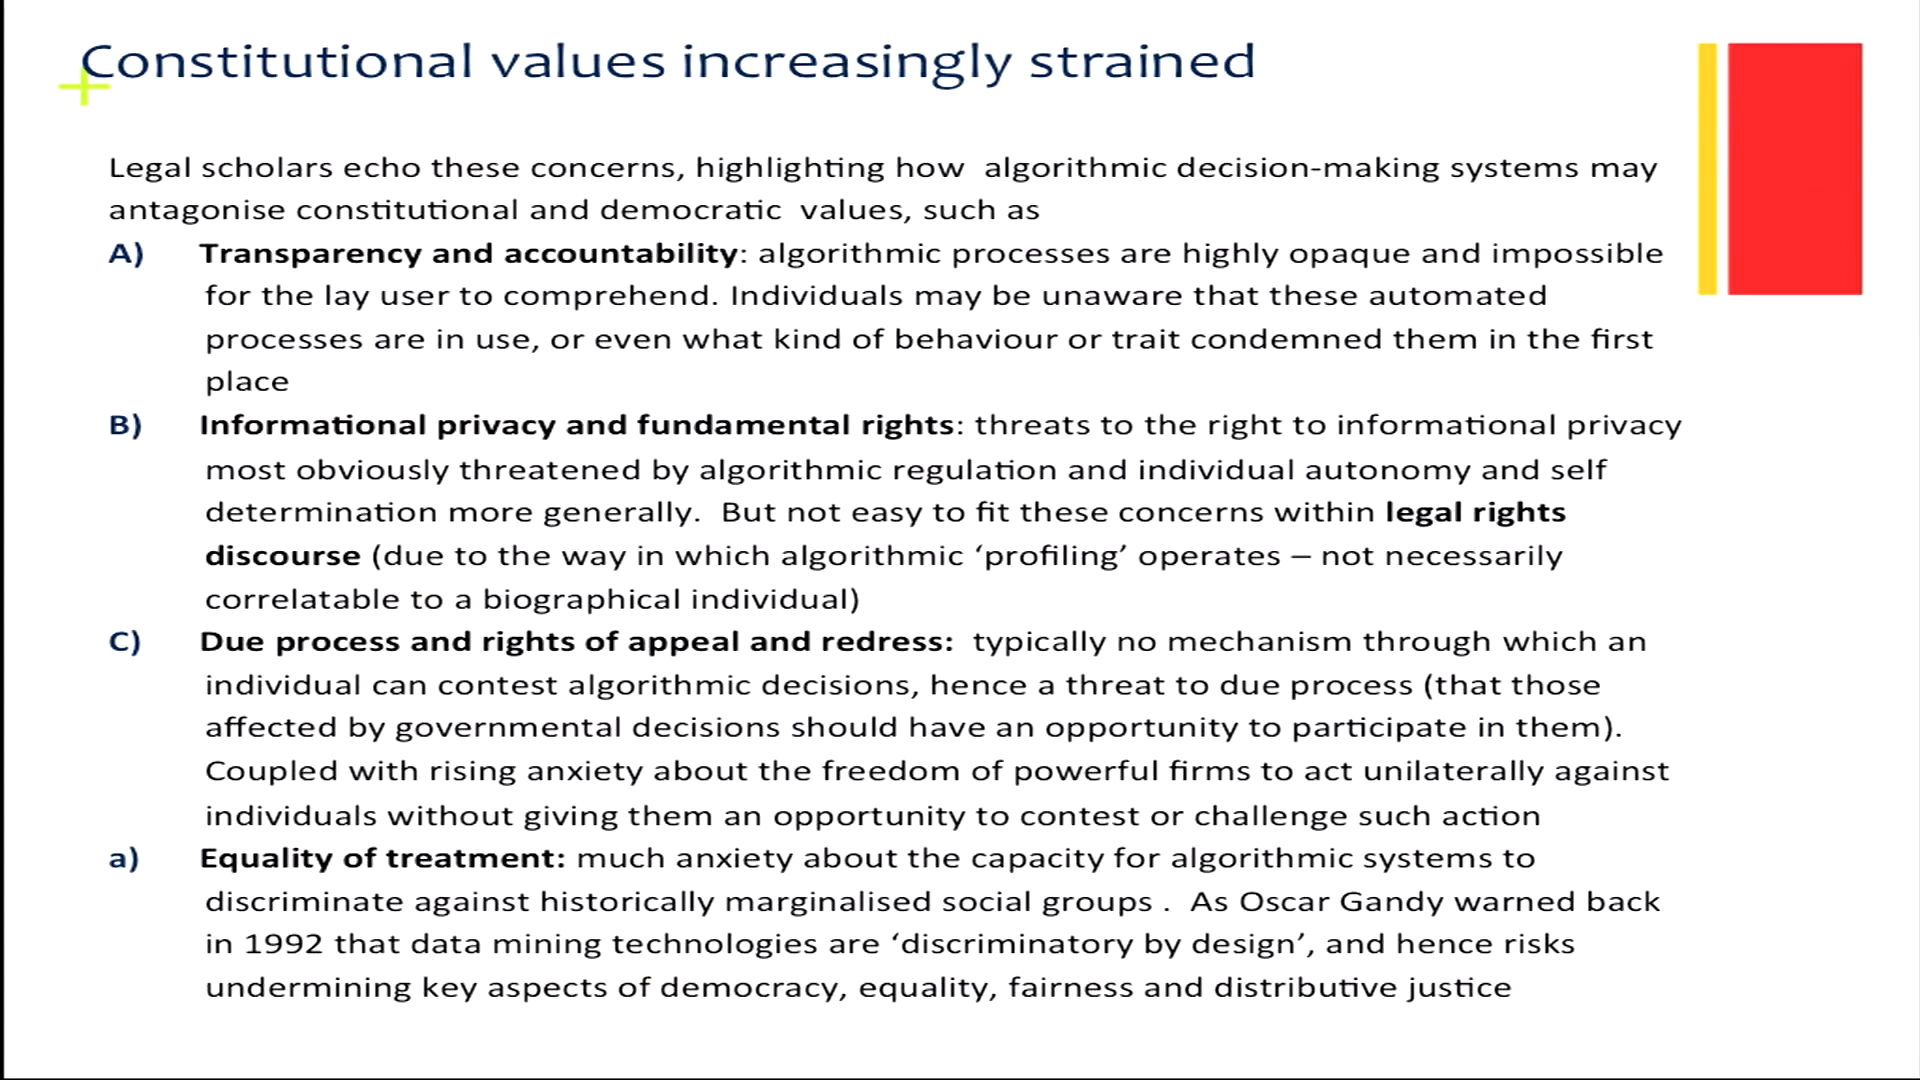 Constitutional values increasingly strained
Legal scholars echo these concerns, highlighting how  algorithmic decision-making systems may
antagonise constitutional and democratic  values, such as
A) Transparency and accountability: algorithmic processes are highly opaque and impossible
for the lay user to comprehend. Individuals may be unaware that these automated
processes are in use, or even what kind of behaviour or trait condemned them in the first
place
B) Informational privacy and fundamental rights: threats to the right to informational privacy
most obviously threatened by algorithmic regulation and individual autonomy and self
determination more generally.  But not easy to fit these concerns within legal rights
discourse (due to the way in which algorithmic ‘profiling’ operates – not necessarily
correlatable to a biographical individual)
C) Due process and rights of appeal and redress:  typically no mechanism through which an
individual can contest algorithmic decisions, hence a threat to due process (that those
affected by governmental decisions should have an opportunity to participate in them).
Coupled with rising anxiety about the freedom of powerful firms to act unilaterally against
individuals without giving them an opportunity to contest or challenge such action
a) Equality of treatment: much anxiety about the capacity for algorithmic systems to
discriminate against historically marginalised social groups .  As Oscar Gandy warned back
in 1992 that data mining technologies are ‘discriminatory by design’, and hence risks
undermining key aspects of democracy, equality, fairness and distributive justice